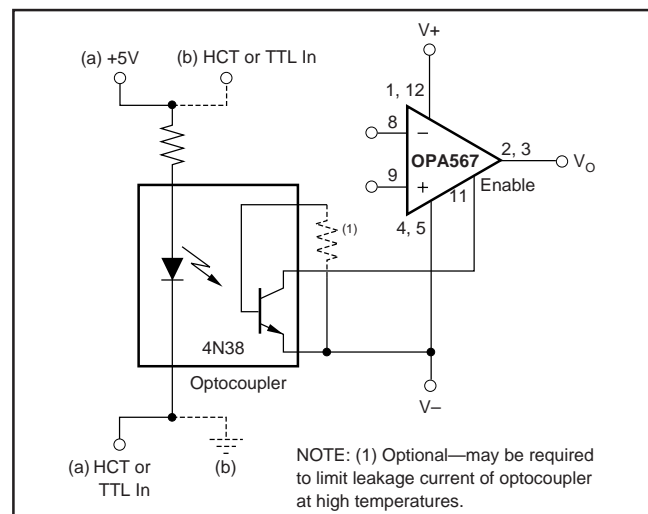 (a) +5V
(b) HCT or TTL In
V+
1, 12
8
−
OPA567
2, 3
V_O
9
+
Enable
11
4, 5
(1)
4N38
Optocoupler
V–
(a) HCT or
TTL In
(b)
NOTE: (1) Optional—may be required
to limit leakage current of optocoupler
at high temperatures.